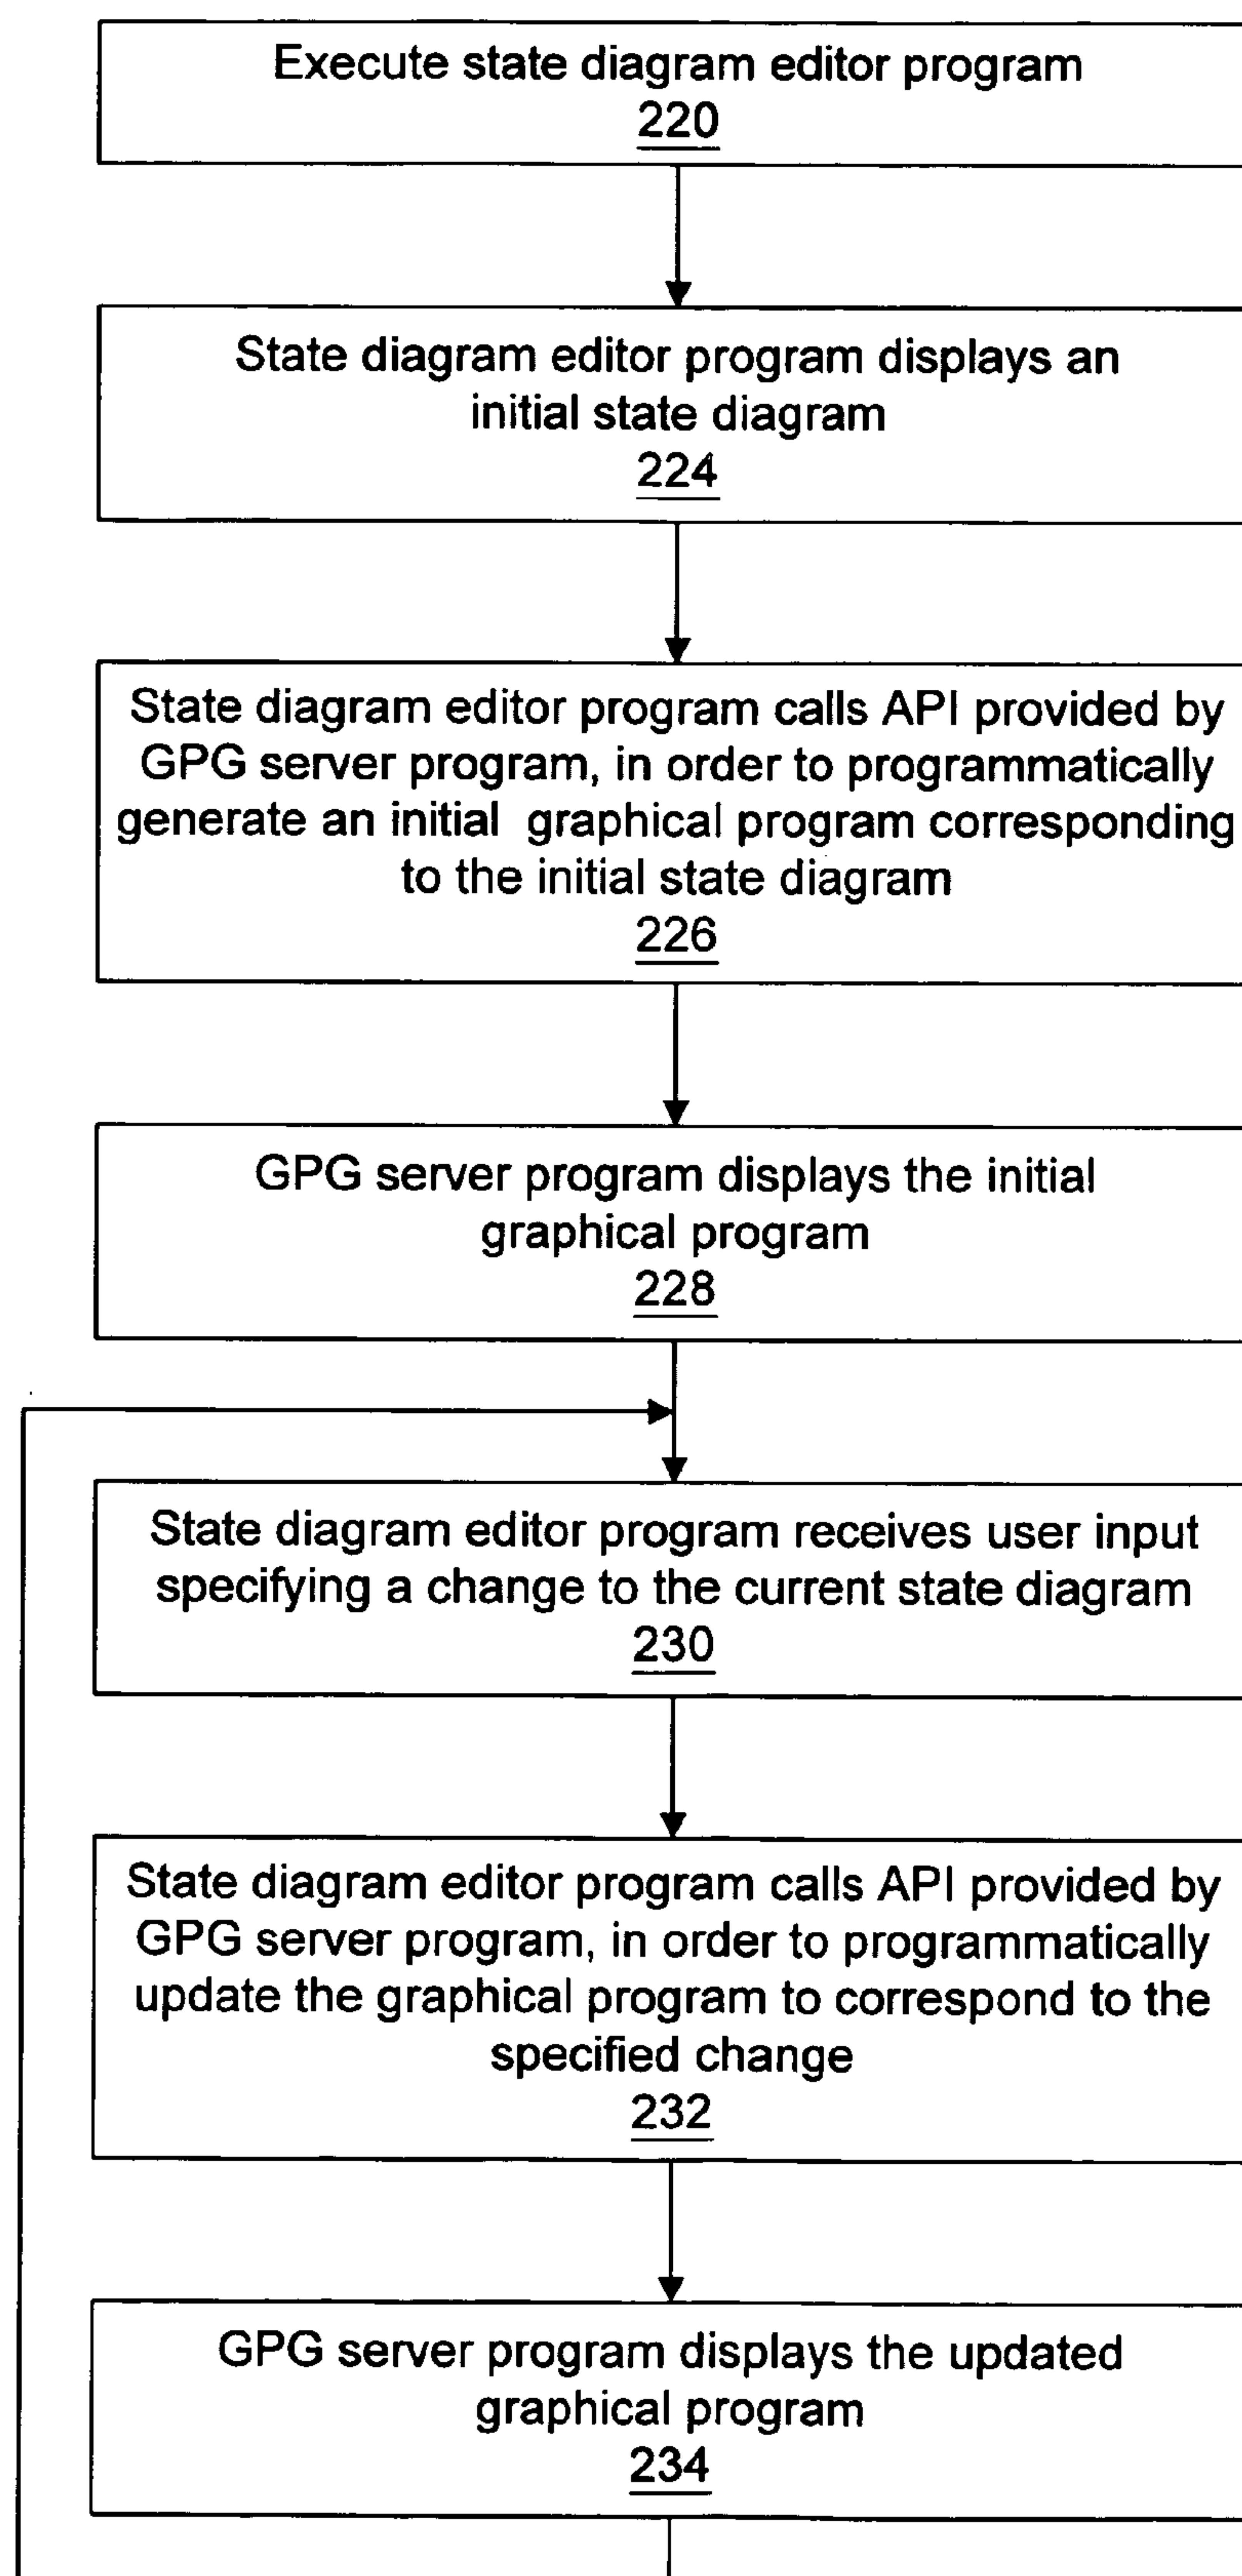 Execute state diagram editor program
220
State diagram editor program displays an
initial state diagram
224
State diagram editor program calls API provided by
GPG server program, in order to programmatically
generate an initial graphical program corresponding
to the initial state diagram
226
GPG server program displays the initial
graphical program
228
State diagram editor program receives user input
specifying a change to the current state diagram
230
State diagram editor program calls API provided by
GPG server program, in order to programmatically
update the graphical program to correspond to the
specified change
232
GPG server program displays the updated
graphical program
234